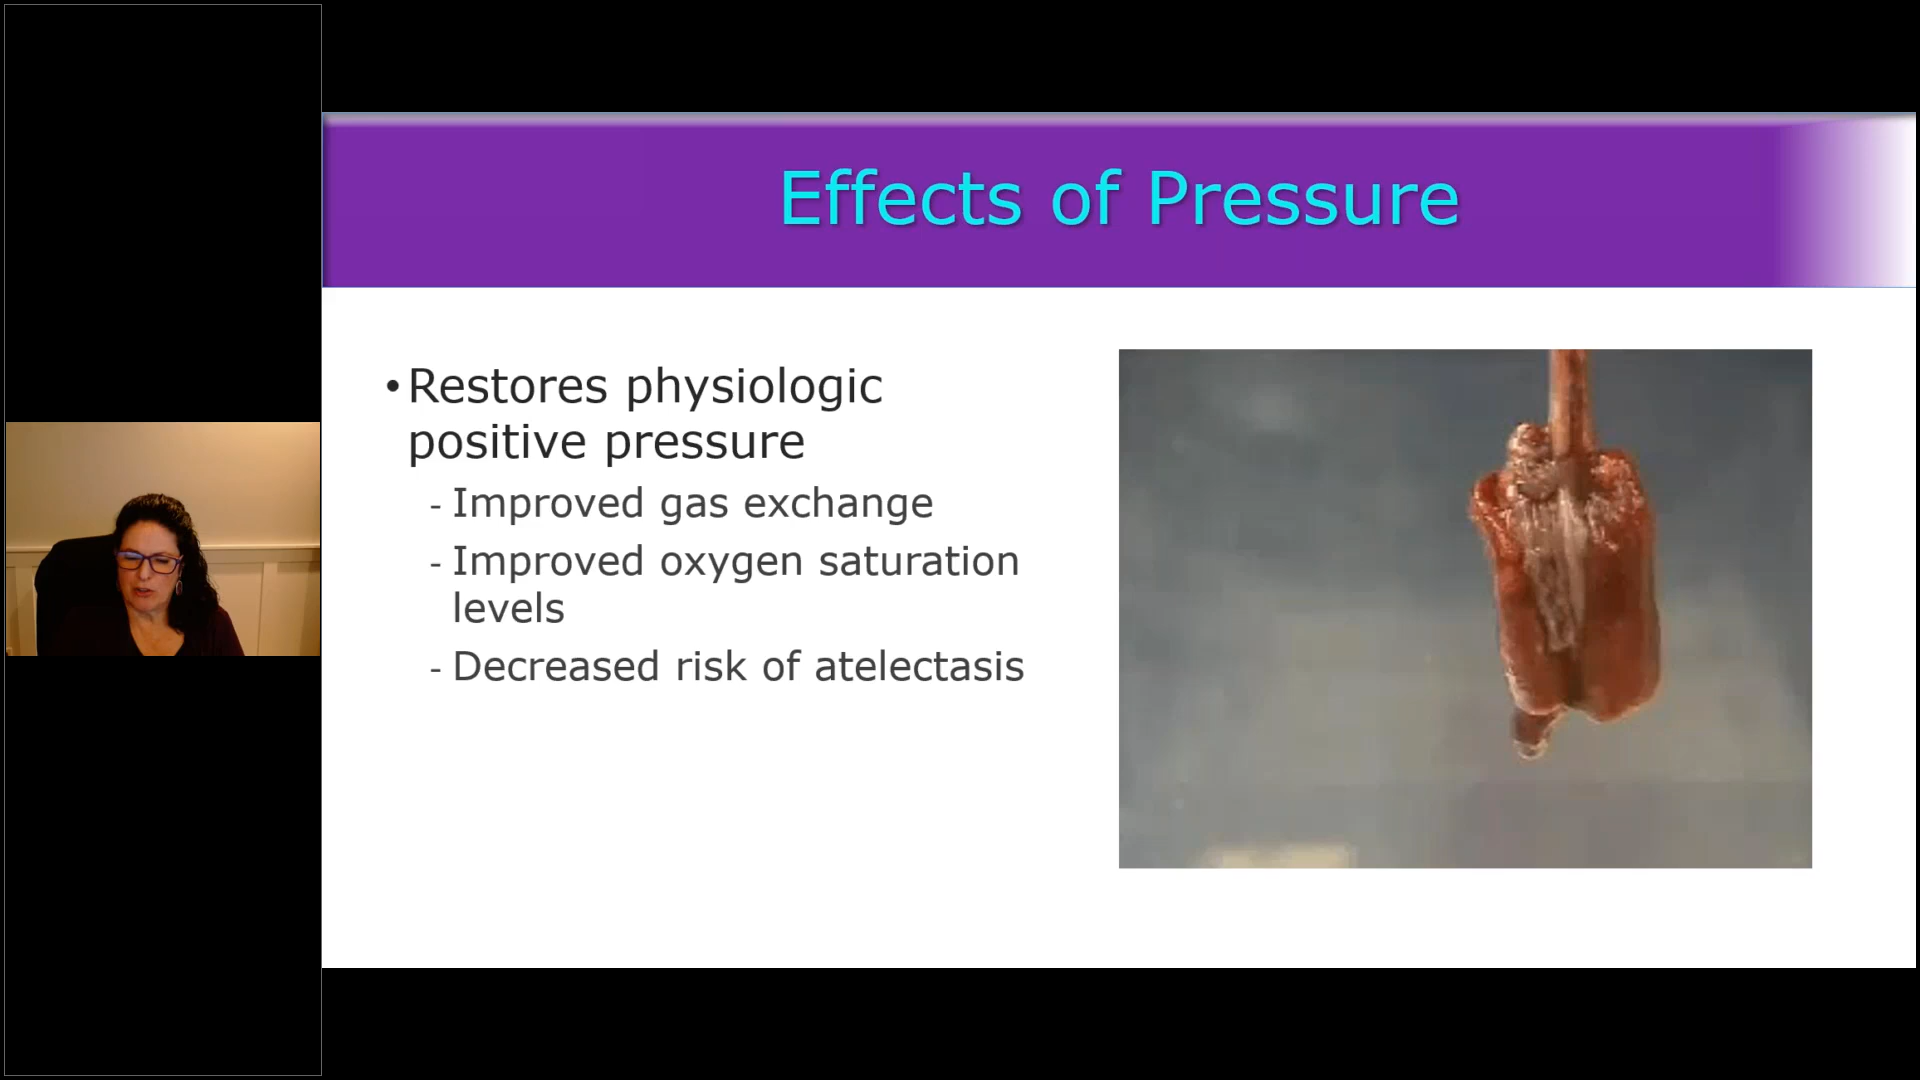 Effects of Pressure
•Restores physiologic
positive pressure
- Improved gas exchange
- Improved oxygen saturation
levels
- Decreased risk of atelectasis